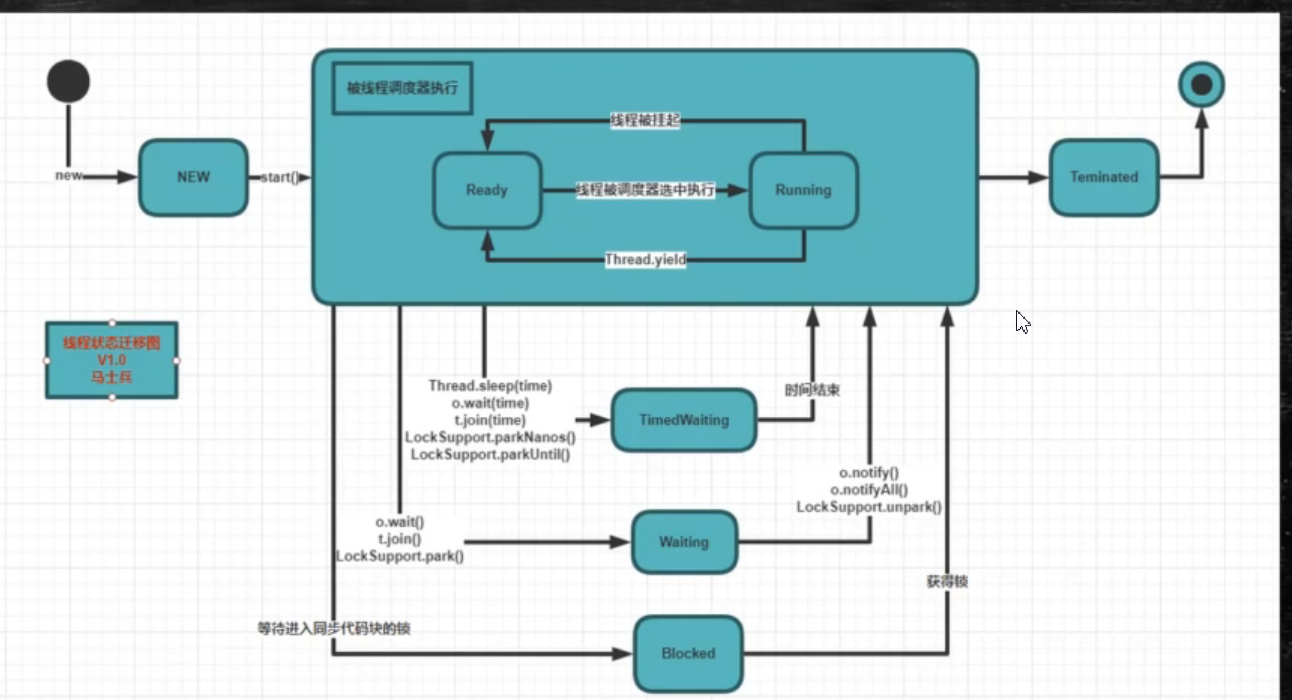 被线程调度器执行
线程被挂起
new
NEW
start()
Ready
线程被调度器选中执行
Running
Teminated
Thread.yield
线程状态迁移图
V1.0
马士兵
Thread.sleep(time)
o.wait(time)
t.join(time)
LockSupport.parkNanos()
LockSupport.parkUntil()
TimedWaiting
时间结束
o.notify()
o.notifyAll()
LockSupport.unpark()
o.wait()
t.join()
LockSupport.park()
Waiting
获得锁
等待进入同步代码块的锁
Blocked